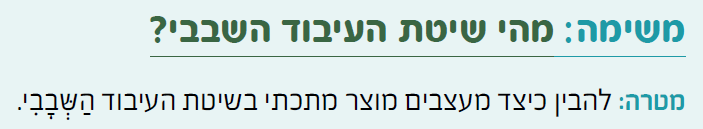 משימה: מהי שיטת העיבוד השבבי?
מטרה: להבין כיצד מעצבים מוצר מתכתי בשיטת העיבוד הַשְּׁבָבִי.